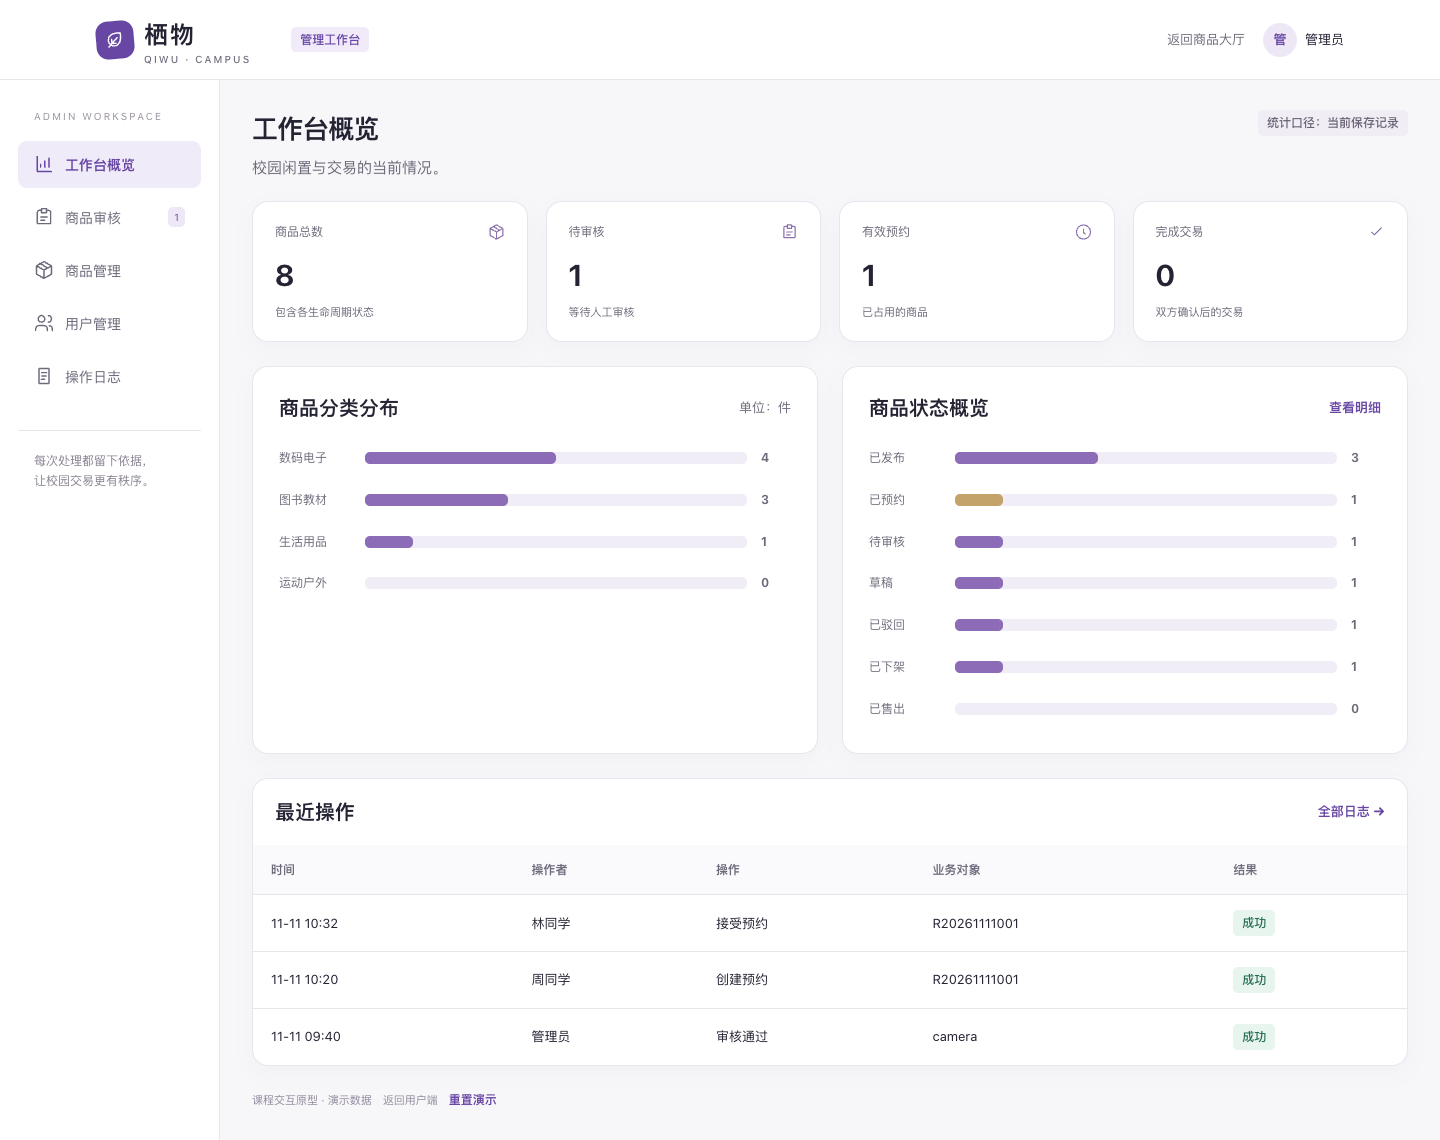 栖物
QIWU · CAMPUS
管理工作台
返回商品大厅
管
管理员
ADMIN WORKSPACE
工作台概览
商品审核
1
商品管理
用户管理
操作日志
每次处理都留下依据，
让校园交易更有秩序。
工作台概览
校园闲置与交易的当前情况。
统计口径：当前保存记录
商品总数
8
包含各生命周期状态
待审核
1
等待人工审核
有效预约
1
已占用的商品
完成交易
0
双方确认后的交易
商品分类分布
单位：件
数码电子 4
图书教材 3
生活用品 1
运动户外 0
商品状态概览
查看明细
已发布 3
已预约 1
待审核 1
草稿 1
已驳回 1
已下架 1
已售出 0
最近操作
全部日志 →
时间 操作者 操作 业务对象 结果
11-11 10:32 林同学 接受预约 R20261111001 成功
11-11 10:20 周同学 创建预约 R20261111001 成功
11-11 09:40 管理员 审核通过 camera 成功
课程交互原型 · 演示数据 返回用户端 重置演示